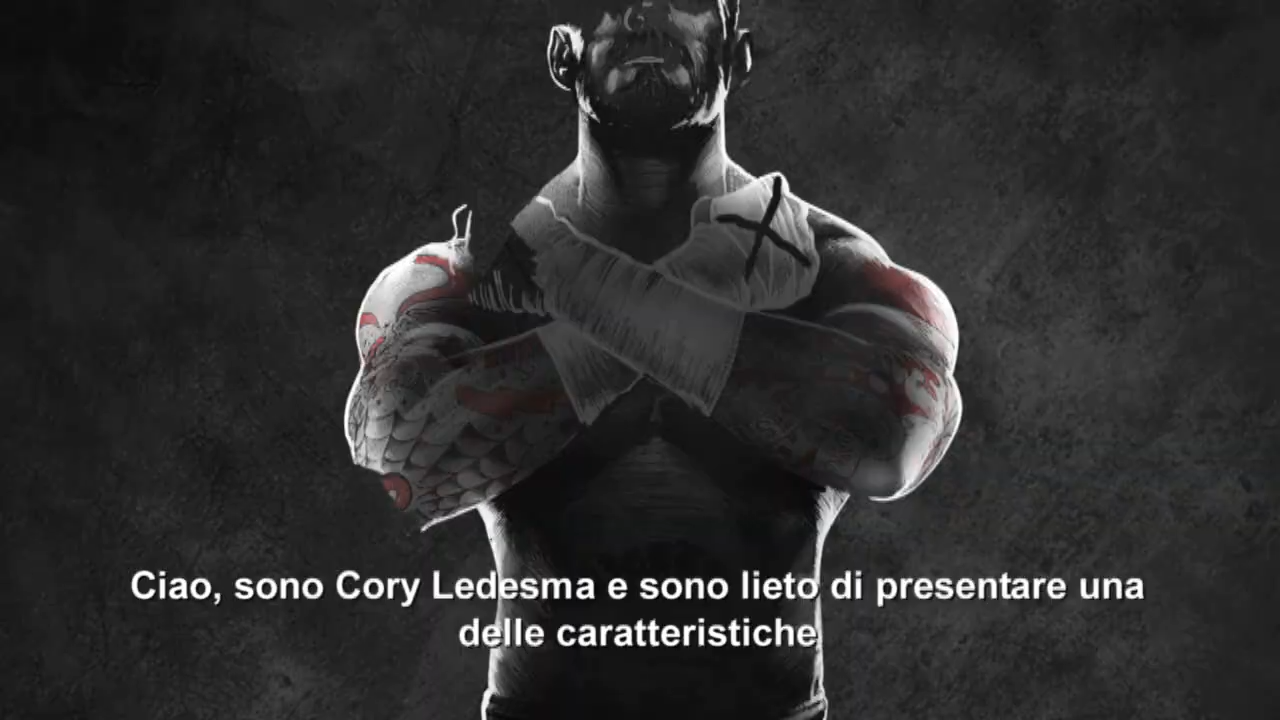 Ciao, sono Cory Ledesma e sono lieto di presentare una
delle caratteristiche